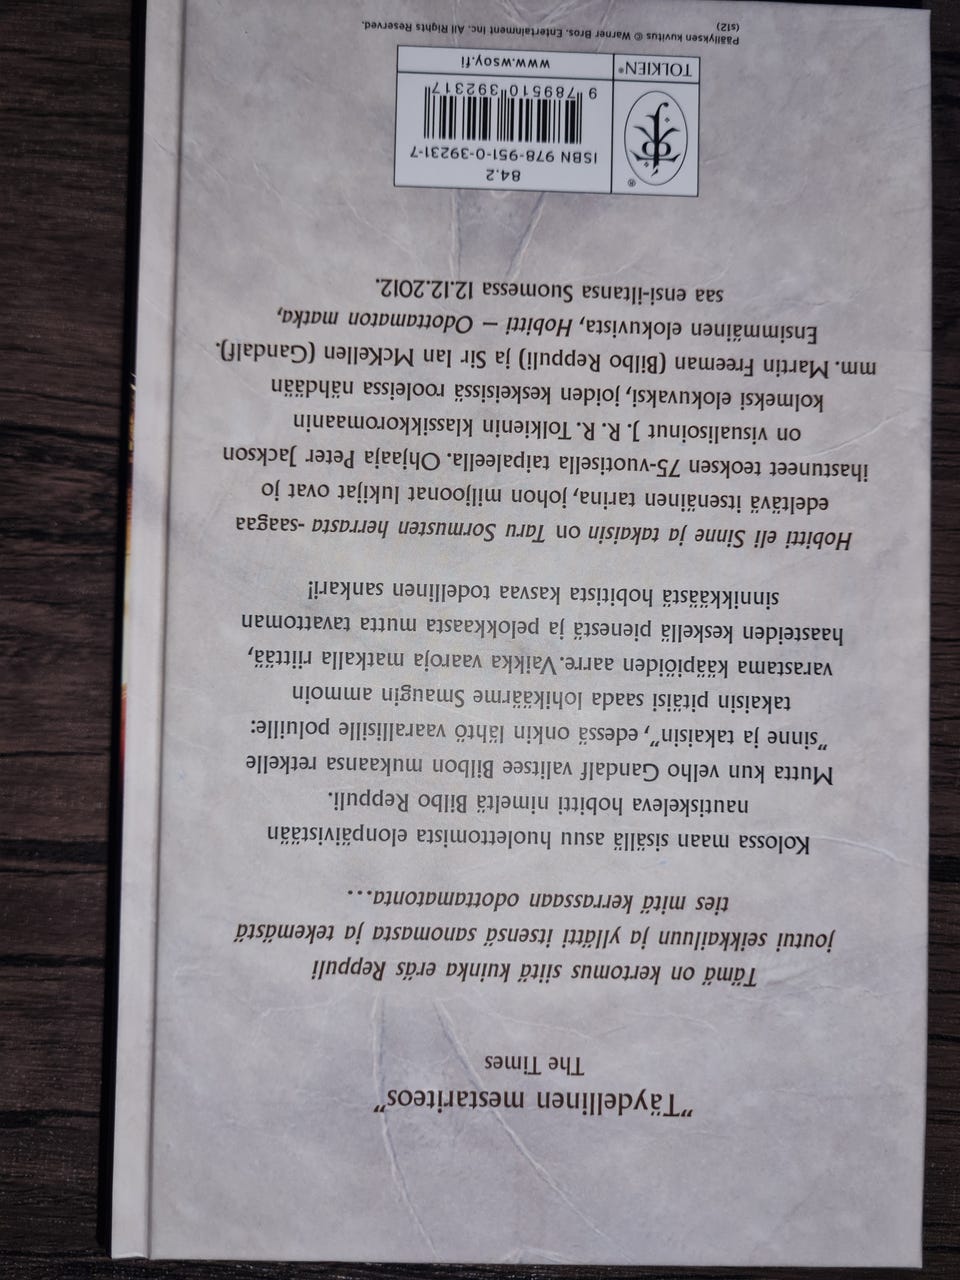 ”Täydellinen mestariteos”
The Times
Tämä on kertomus siitä kuinka eräs Reppuli
joutui seikkailuun ja yllätti itsensä sanomasta ja tekemästä
ties mitä kerrassaan odottamatonta…
Kolossa maan sisällä asuu huolettomista elonpäivistään
nautiskeleva hobitti nimeltä Bilbo Reppuli.
Mutta kun velho Gandalf valitsee Bilbon mukaansa retkelle
”sinne ja takaisin”, edessä onkin lähtö vaarallisille poluille:
takaisin pitäisi saada lohikäärme Smaugin ammoin
varastama kääpiöiden aarre. Vaikka vaaroja matkalla riittää,
haasteiden keskellä pienestä ja pelokkaasta mutta tavattoman
sinnikkäästä hobitista kasvaa todellinen sankari!
Hobitti eli Sinne ja takaisin on Taru Sormusten herrasta -saagaa
edeltävä itsenäinen tarina, johon miljoonat lukijat ovat jo
ihastuneet teoksen 75-vuotisella taipaleella. Ohjaaja Peter Jackson
on visualisoinut J. R. R. Tolkienin klassikkoromaanin
kolmeksi elokuvaksi, joiden keskeisissä rooleissa nähdään
mm. Martin Freeman (Bilbo Reppuli) ja Sir Ian McKellen (Gandalf).
Ensimmäinen elokuvista, Hobitti – Odottamaton matka,
saa ensi-iltansa Suomessa 12.12.2012.
®
TOLKIEN®
84.2
ISBN 978-951-0-39231-7
9 789510 392317
www.wsoy.fi
Päällyksen kuvitus © Warner Bros. Entertainment Inc. All Rights Reserved.
(s12)